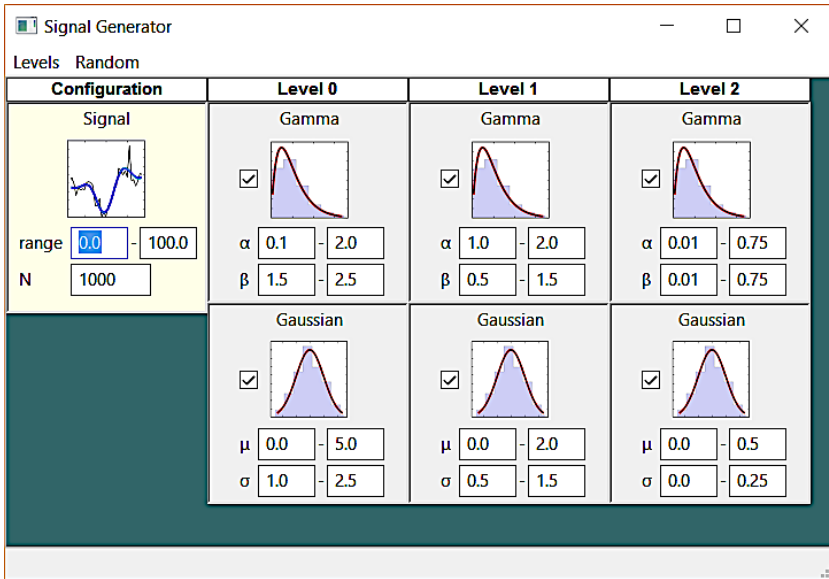 Signal Generator
Levels Random
Configuration Level 0 Level 1 Level 2
Signal
range 0.0 - 100.0
N 1000
Gamma
α 0.1 - 2.0
β 1.5 - 2.5
Gaussian
μ 0.0 - 5.0
σ 1.0 - 2.5
Gamma
α 1.0 - 2.0
β 0.5 - 1.5
Gaussian
μ 0.0 - 2.0
σ 0.5 - 1.5
Gamma
α 0.01 - 0.75
β 0.01 - 0.75
Gaussian
μ 0.0 - 0.5
σ 0.0 - 0.25